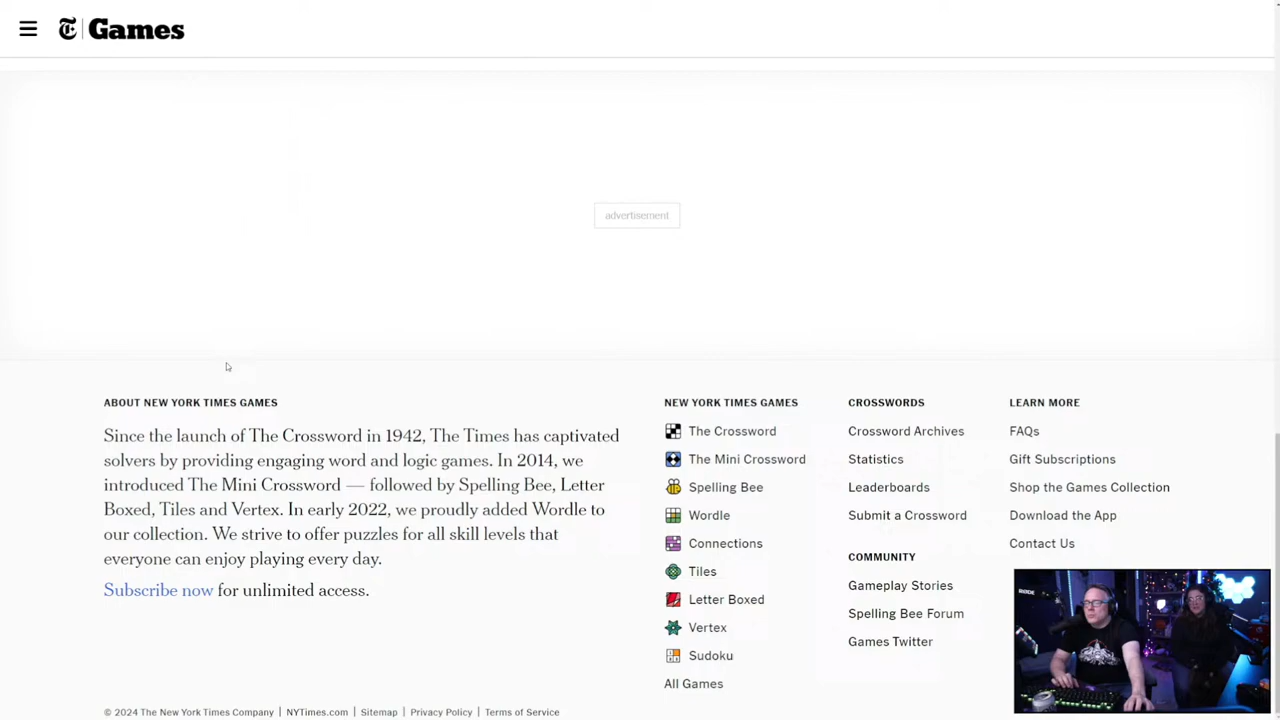 T Games
advertisement
ABOUT NEW YORK TIMES GAMES
Since the launch of The Crossword in 1942, The Times has captivated
solvers by providing engaging word and logic games. In 2014, we
introduced The Mini Crossword — followed by Spelling Bee, Letter
Boxed, Tiles and Vertex. In early 2022, we proudly added Wordle to
our collection. We strive to offer puzzles for all skill levels that
everyone can enjoy playing every day.
Subscribe now for unlimited access.
NEW YORK TIMES GAMES
The Crossword
The Mini Crossword
Spelling Bee
Wordle
Connections
Tiles
Letter Boxed
Vertex
Sudoku
All Games
CROSSWORDS
Crossword Archives
Statistics
Leaderboards
Submit a Crossword
COMMUNITY
Gameplay Stories
Spelling Bee Forum
Games Twitter
LEARN MORE
FAQs
Gift Subscriptions
Shop the Games Collection
Download the App
Contact Us
RODE
© 2024 The New York Times Company | NYTimes.com | Sitemap | Privacy Policy | Terms of Service